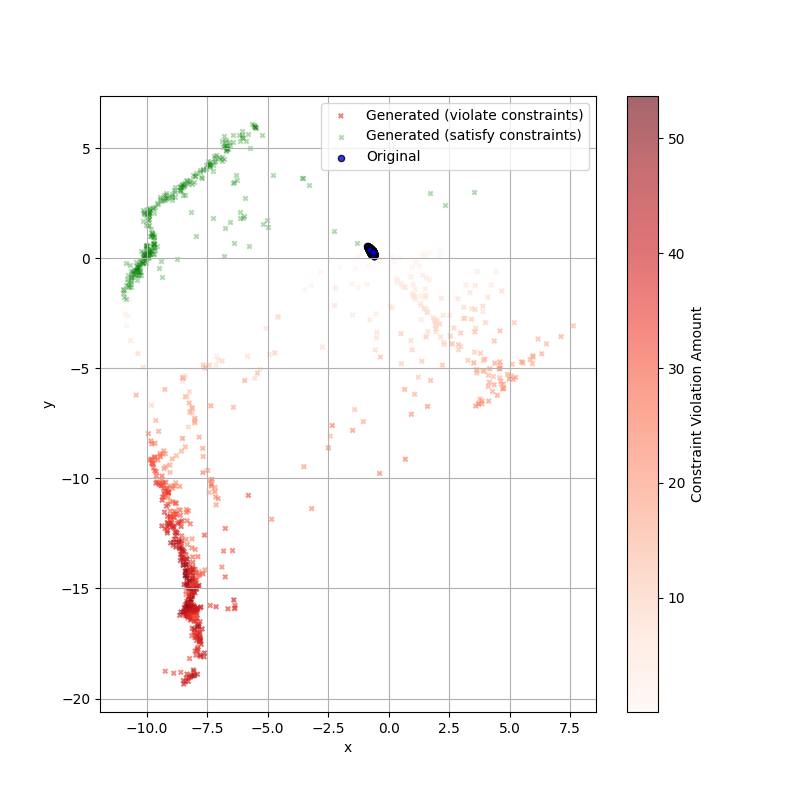 Generated (violate constraints)
Generated (satisfy constraints)
Original
5
0
−5
−10
−15
−20
y
−10.0 −7.5 −5.0 −2.5 0.0 2.5 5.0 7.5
x
50
40
30
20
10
Constraint Violation Amount